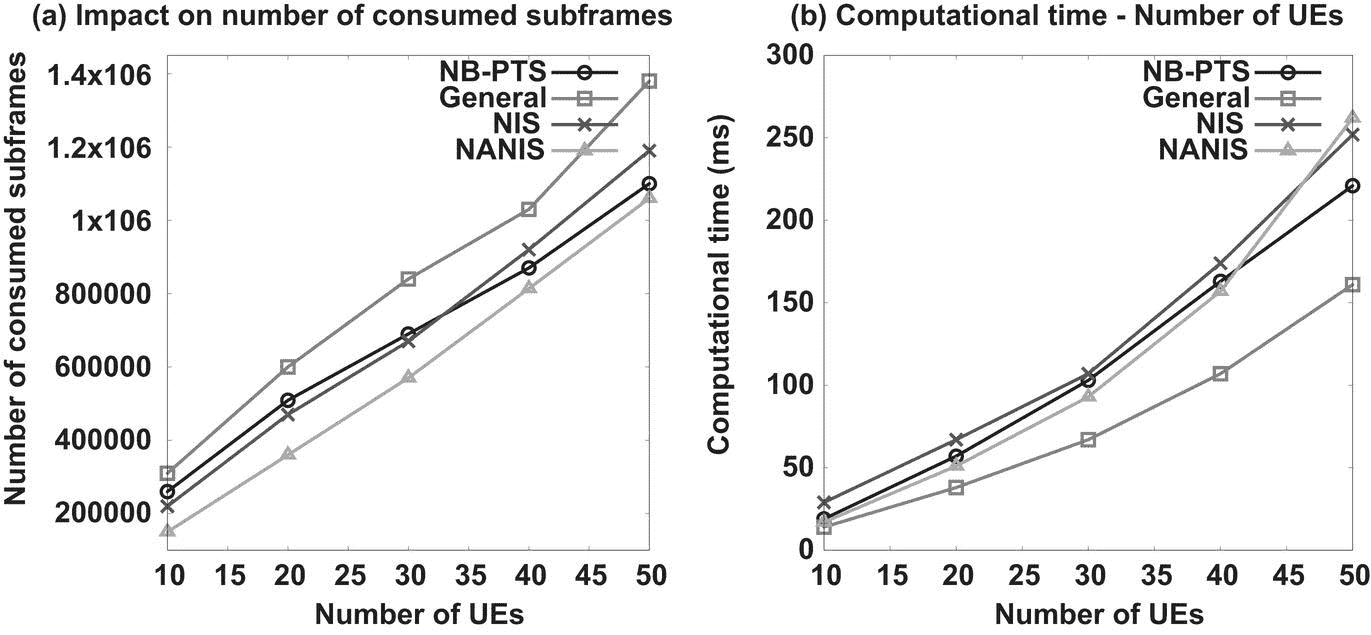 (a) Impact on number of consumed subframes
Number of consumed subframes
1.4x106
1.2x106
1x106
800000
600000
400000
200000
NB-PTS
General
NIS
NANIS
10 15 20 25 30 35 40 45 50
Number of UEs
(b) Computational time - Number of UEs
Computational time (ms)
300
250
200
150
100
50
0
NB-PTS
General
NIS
NANIS
10 15 20 25 30 35 40 45 50
Number of UEs